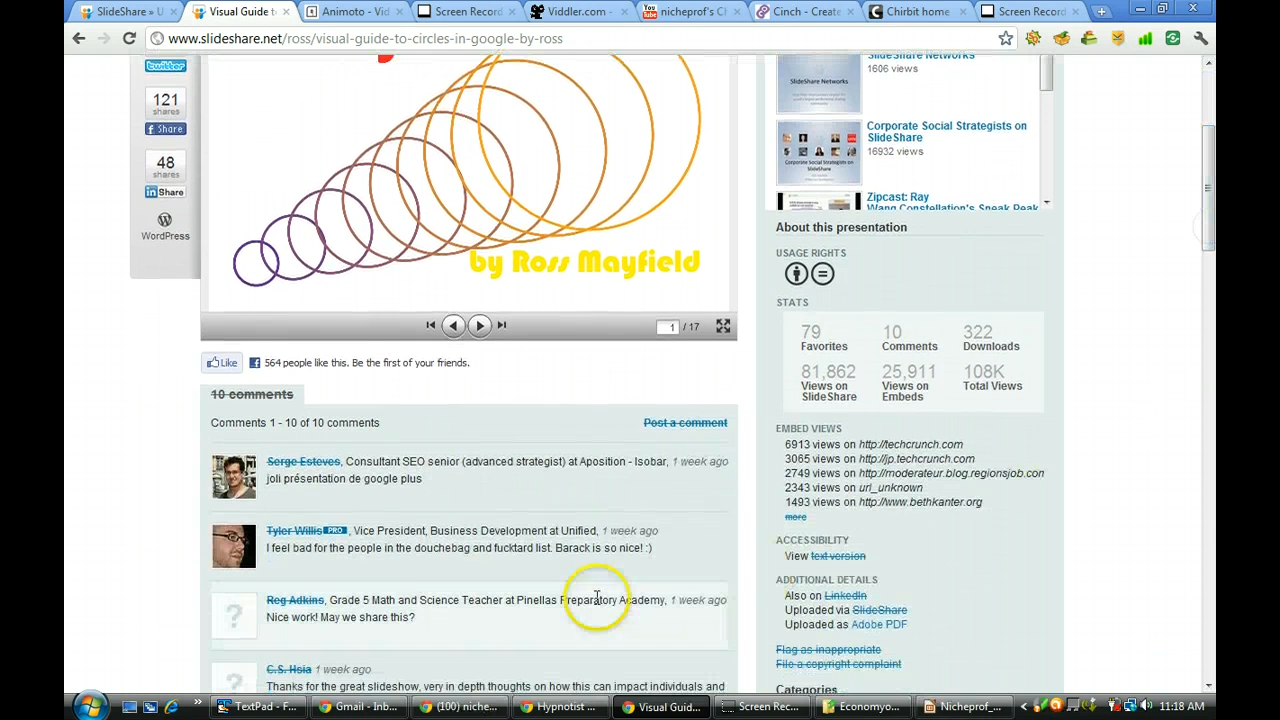 SlideShare » U
Visual Guide to
Animoto - Vid
Screen Record
Viddler.com -
nicheprof's Ch
Cinch - Create
Chirbit home
Screen Record
www.slideshare.net/ross/visual-guide-to-circles-in-google-by-ross
twitter
121
shares
Share
48
shares
Share
WordPress
by Ross Mayfield
1 / 17
Like
564 people like this. Be the first of your friends.
10 comments
Comments 1 - 10 of 10 comments
Post a comment
Serge Esteves, Consultant SEO senior (advanced strategist) at Aposition - Isobar, 1 week ago
joli présentation de google plus
Tyler Willis PRO, Vice President, Business Development at Unified, 1 week ago
I feel bad for the people in the douchebag and fucktard list. Barack is so nice! :)
Reg Adkins, Grade 5 Math and Science Teacher at Pinellas Preparatory Academy, 1 week ago
Nice work! May we share this?
C.S. Hsia 1 week ago
Thanks for the great slideshow, very in depth thoughts on how this can impact individuals and
SlideShare Networks
1606 views
Corporate Social Strategists on
SlideShare
16932 views
Zipcast: Ray
Wang Constellation's Sneak Peak
About this presentation
USAGE RIGHTS
STATS
79
Favorites
10
Comments
322
Downloads
81,862
Views on
SlideShare
25,911
Views on
Embeds
108K
Total Views
EMBED VIEWS
6913 views on http://techcrunch.com
3065 views on http://jp.techcrunch.com
2749 views on http://moderateur.blog.regionsjob.com
2343 views on url_unknown
1493 views on http://www.bethkanter.org
more
ACCESSIBILITY
View text version
ADDITIONAL DETAILS
Also on LinkedIn
Uploaded via SlideShare
Uploaded as Adobe PDF
Flag as inappropriate
File a copyright complaint
Categories
TextPad - F...
Gmail - Inb...
(100) niche...
Hypnotist ...
Visual Guid...
Screen Rec...
Economyo...
Nicheprof_...
11:18 AM